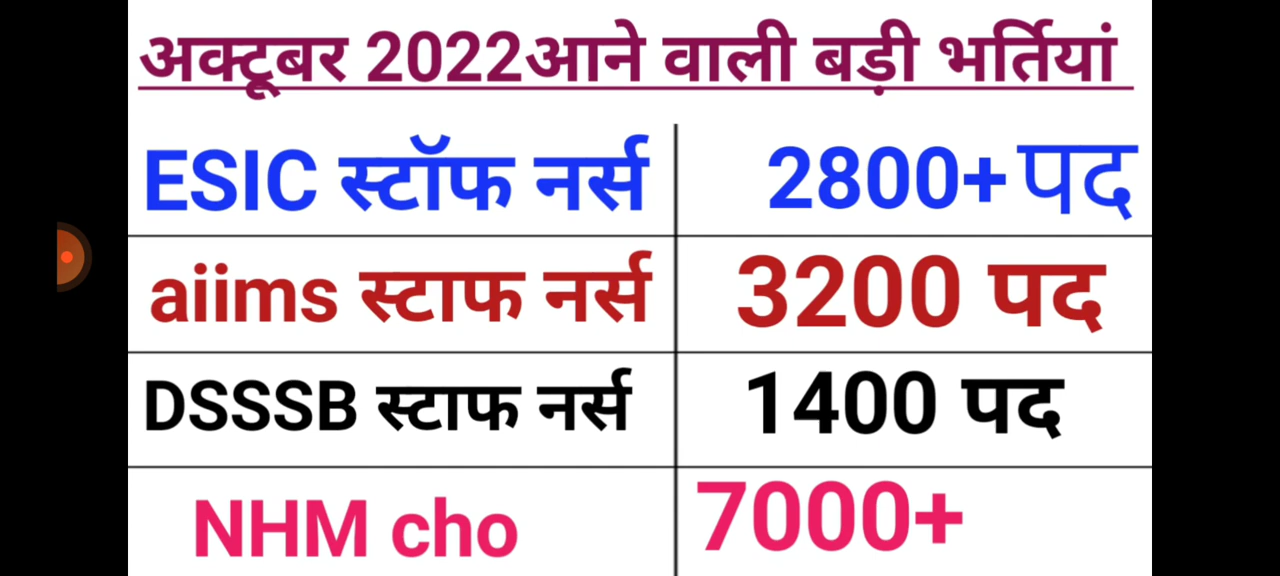 अक्टूबर 2022आने वाली बड़ी भर्तियां
ESIC स्टॉफ नर्स 2800+ पद
aiims स्टाफ नर्स 3200 पद
DSSSB स्टाफ नर्स 1400 पद
NHM cho 7000+